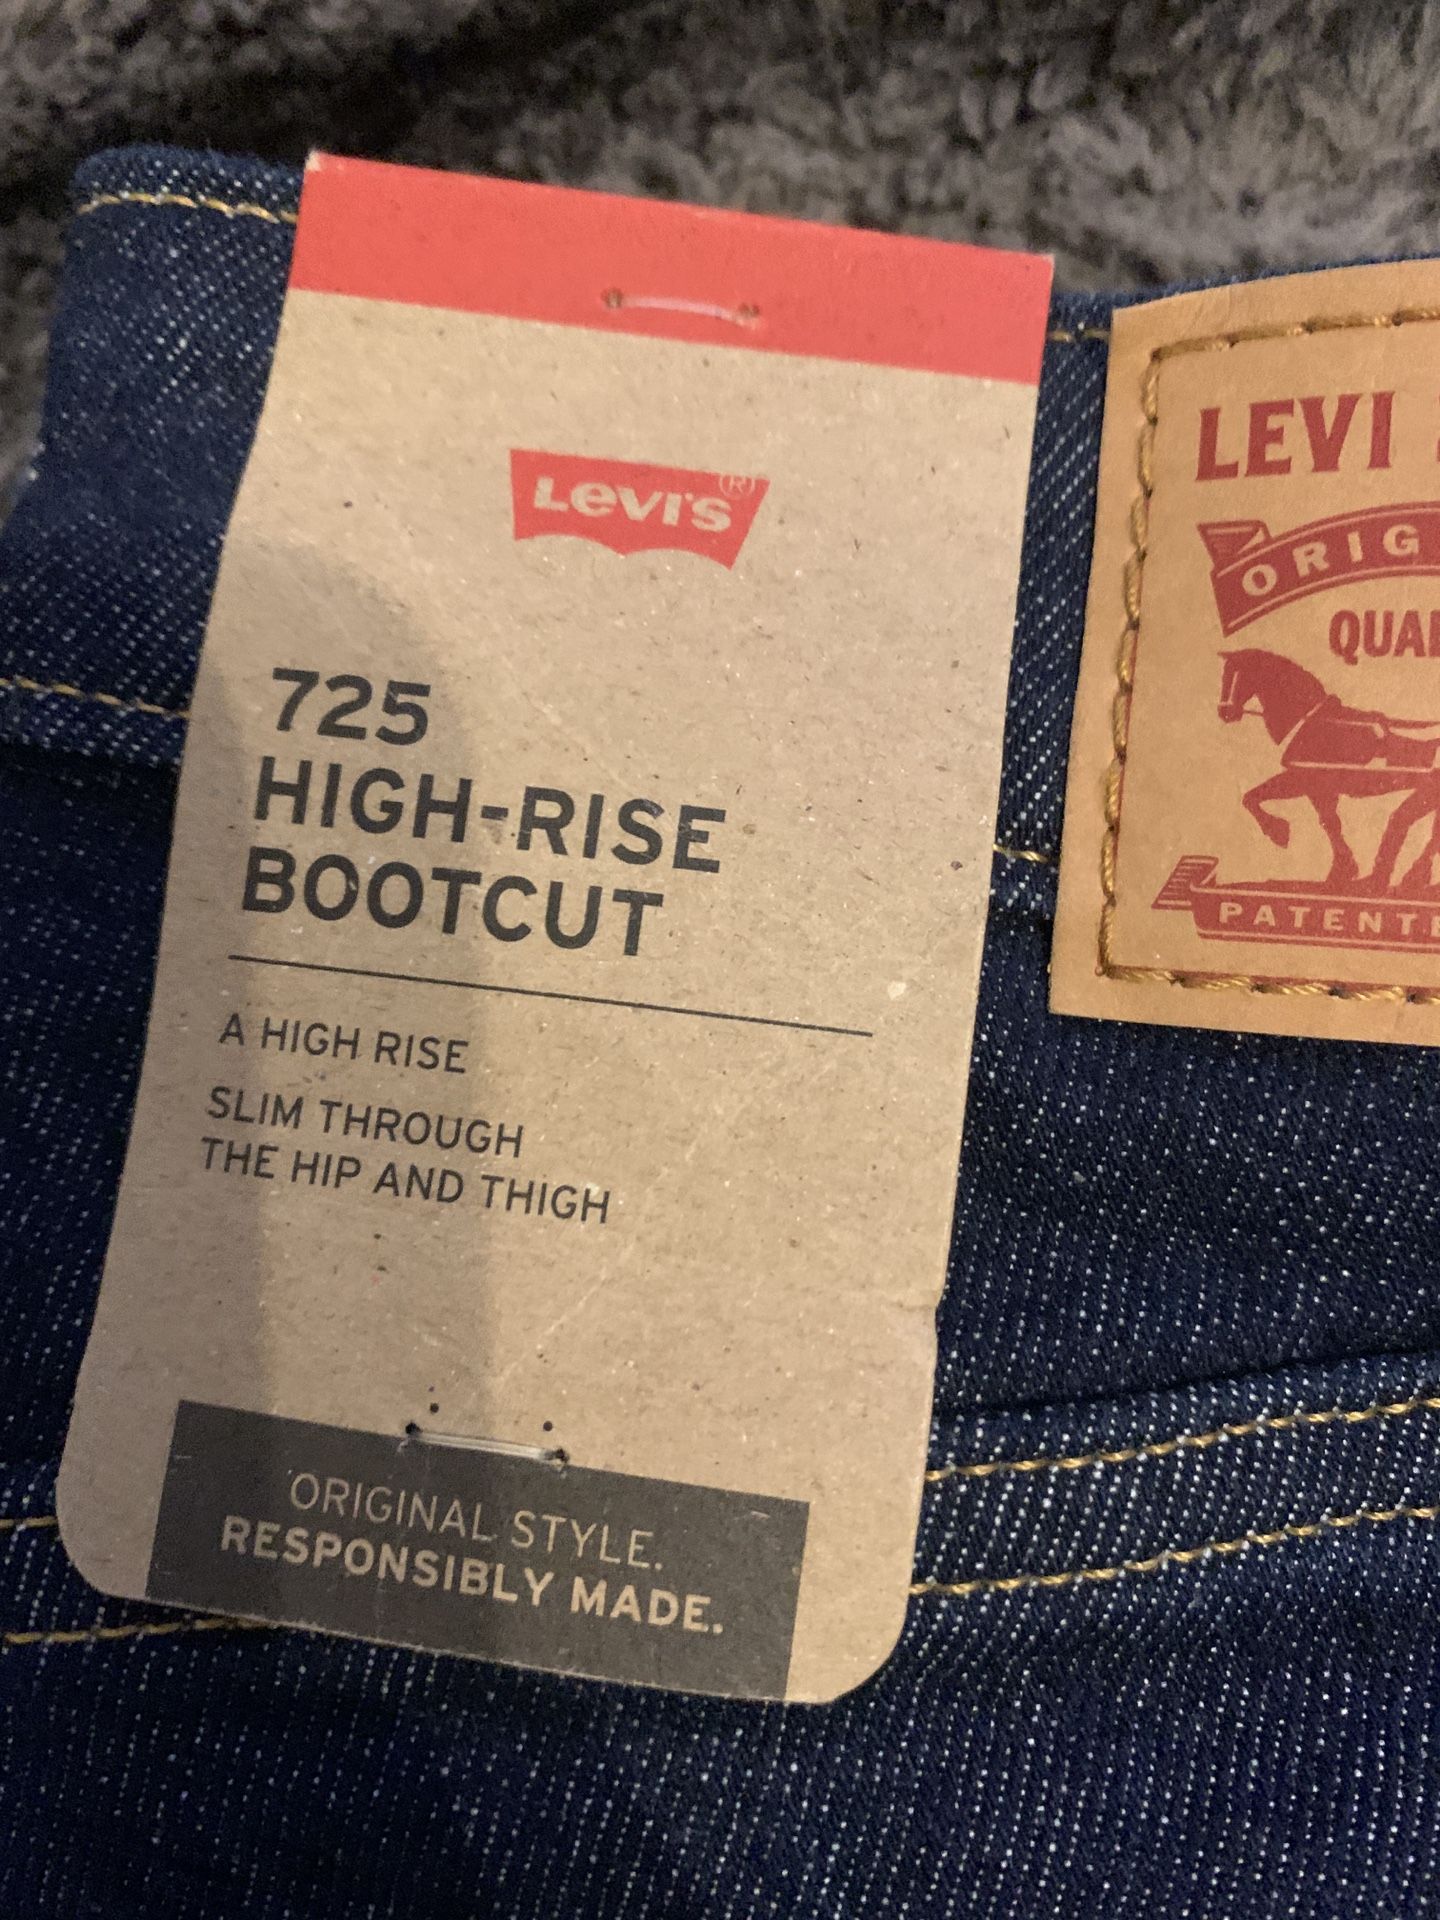 Levi's®
725
HIGH-RISE
BOOTCUT
A HIGH RISE
SLIM THROUGH
THE HIP AND THIGH
ORIGINAL STYLE.
RESPONSIBLY MADE.
LEVI
ORIG
QUA
PATENTE